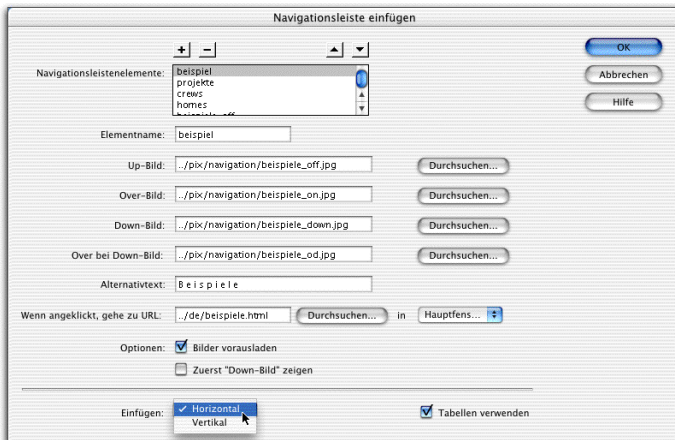 Navigationsleiste einfügen
+ −
OK
Abbrechen
Hilfe
Navigationsleistenelemente:
beispiel
projekte
crews
homes
beispiele_off
Elementname: beispiel
Up-Bild: ../pix/navigation/beispiele_off.jpg Durchsuchen...
Over-Bild: ../pix/navigation/beispiele_on.jpg Durchsuchen...
Down-Bild: ../pix/navigation/beispiele_down.jpg Durchsuchen...
Over bei Down-Bild: ../pix/navigation/beispiele_od.jpg Durchsuchen...
Alternativtext: B e i s p i e l e
Wenn angeklickt, gehe zu URL: ../de/beispiele.html Durchsuchen... in Hauptfens...
Optionen: Bilder vorausladen
Zuerst "Down-Bild" zeigen
Einfügen: ✓ Horizontal Tabellen verwenden
Vertikal